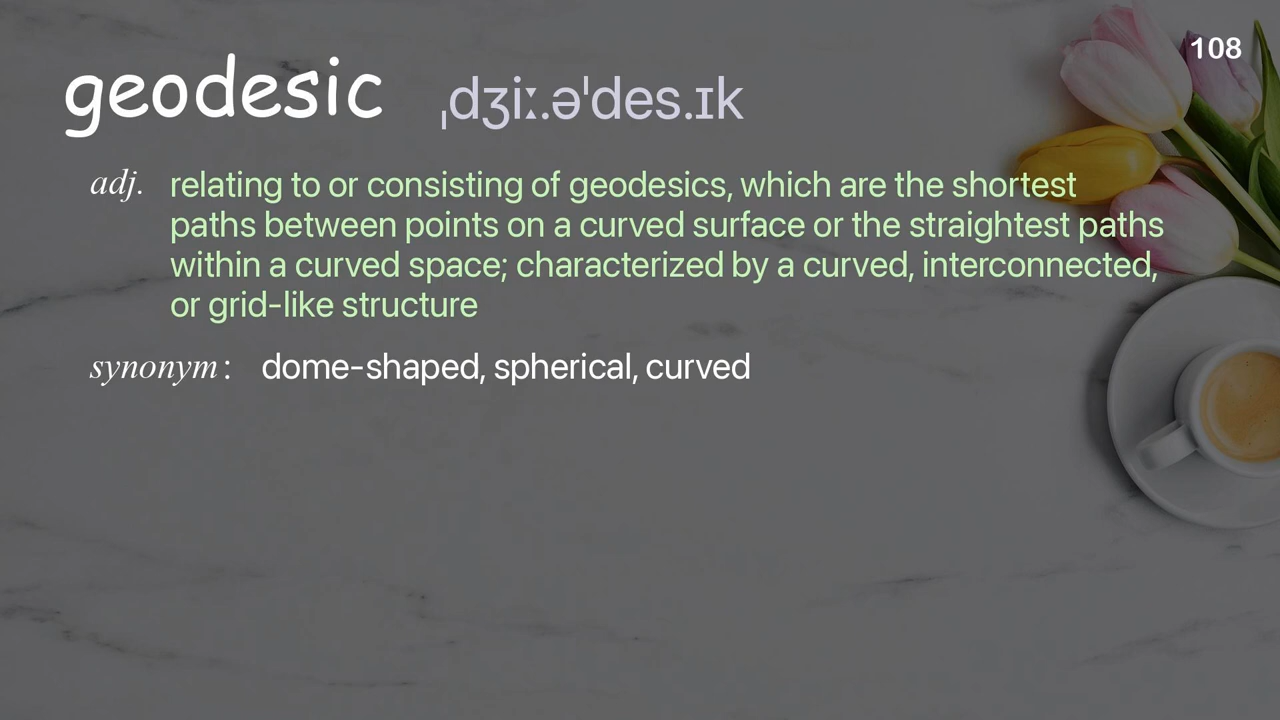 108
geodesic ˌdʒiː.əˈdes.ɪk
adj. relating to or consisting of geodesics, which are the shortest
paths between points on a curved surface or the straightest paths
within a curved space; characterized by a curved, interconnected,
or grid-like structure
synonym: dome-shaped, spherical, curved